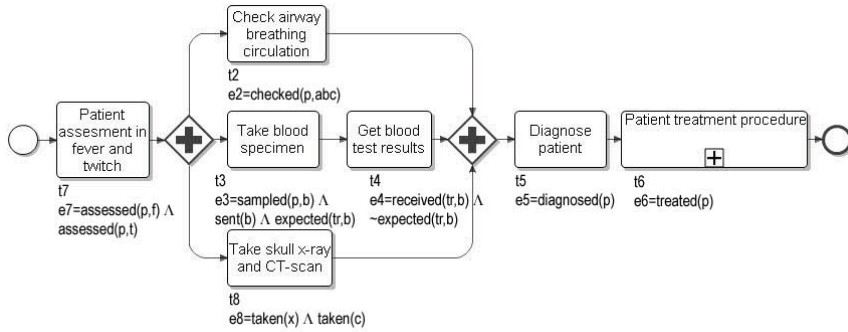 Check airway
breathing
circulation
t2
e2=checked(p,abc)
Patient
assesment in
fever and
twitch
t7
e7=assessed(p,f) Λ
assessed(p,t)
Take blood
specimen
t3
e3=sampled(p,b) Λ
sent(b) Λ expected(tr,b)
Get blood
test results
t4
e4=received(tr,b) Λ
~expected(tr,b)
Take skull x-ray
and CT-scan
t8
e8=taken(x) Λ taken(c)
Diagnose
patient
t5
e5=diagnosed(p)
Patient treatment procedure
t6
e6=treated(p)